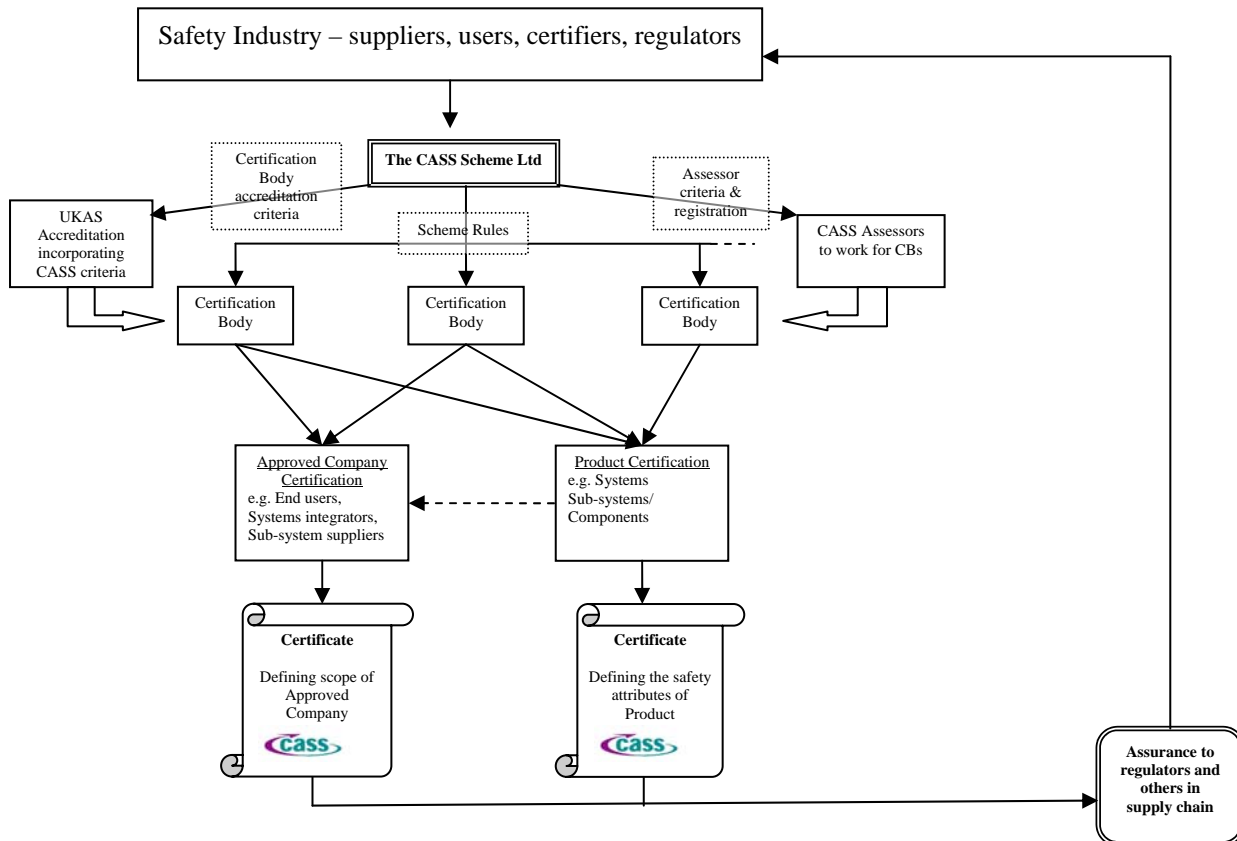 Safety Industry – suppliers, users, certifiers, regulators
The CASS Scheme Ltd
Certification
Body
accreditation
criteria
Assessor
criteria &
registration
UKAS
Accreditation
incorporating
CASS criteria
Scheme Rules
CASS Assessors
to work for CBs
Certification
Body
Certification
Body
Certification
Body
Approved Company
Certification
e.g. End users,
Systems integrators,
Sub-system suppliers
Product Certification
e.g. Systems
Sub-systems/
Components
Certificate
Defining scope of
Approved
Company
cass
Certificate
Defining the safety
attributes of
Product
cass
Assurance to
regulators and
others in
supply chain